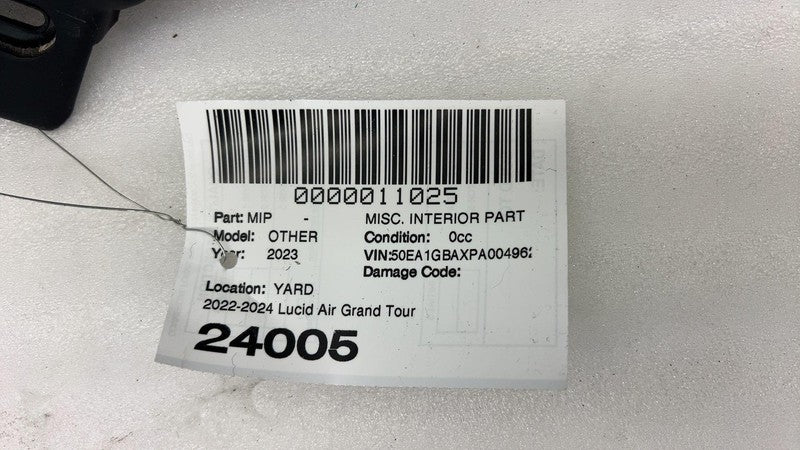 0000011025
Part: MIP - MISC. INTERIOR PART
Model: OTHER Condition: 0cc
Year: 2023 VIN:50EA1GBAXPA004962
Damage Code:
Location: YARD
2022-2024 Lucid Air Grand Tour
24005